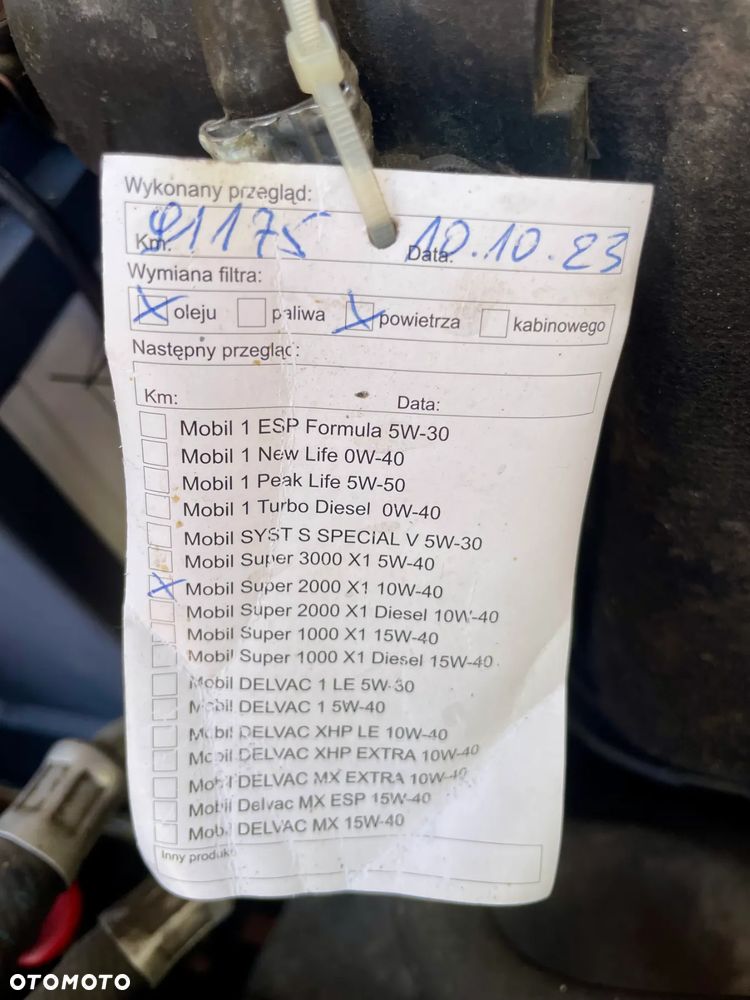 Wykonany przegląd:
Km: 91175 Data: 10.10.23
Wymiana filtra:
oleju paliwa powietrza kabinowego
Następny przegląd:
Km: Data:
Mobil 1 ESP Formula 5W-30
Mobil 1 New Life 0W-40
Mobil 1 Peak Life 5W-50
Mobil 1 Turbo Diesel 0W-40
Mobil SYST S SPECIAL V 5W-30
Mobil Super 3000 X1 5W-40
Mobil Super 2000 X1 10W-40
Mobil Super 2000 X1 Diesel 10W-40
Mobil Super 1000 X1 15W-40
Mobil Super 1000 X1 Diesel 15W-40
Mobil DELVAC 1 LE 5W-30
Mobil DELVAC 1 5W-40
Mobil DELVAC XHP LE 10W-40
Mobil DELVAC XHP EXTRA 10W-40
Mobil DELVAC MX EXTRA 10W-40
Mobil Delvac MX ESP 15W-40
Mobil DELVAC MX 15W-40
Inny produkt
OTOMOTO